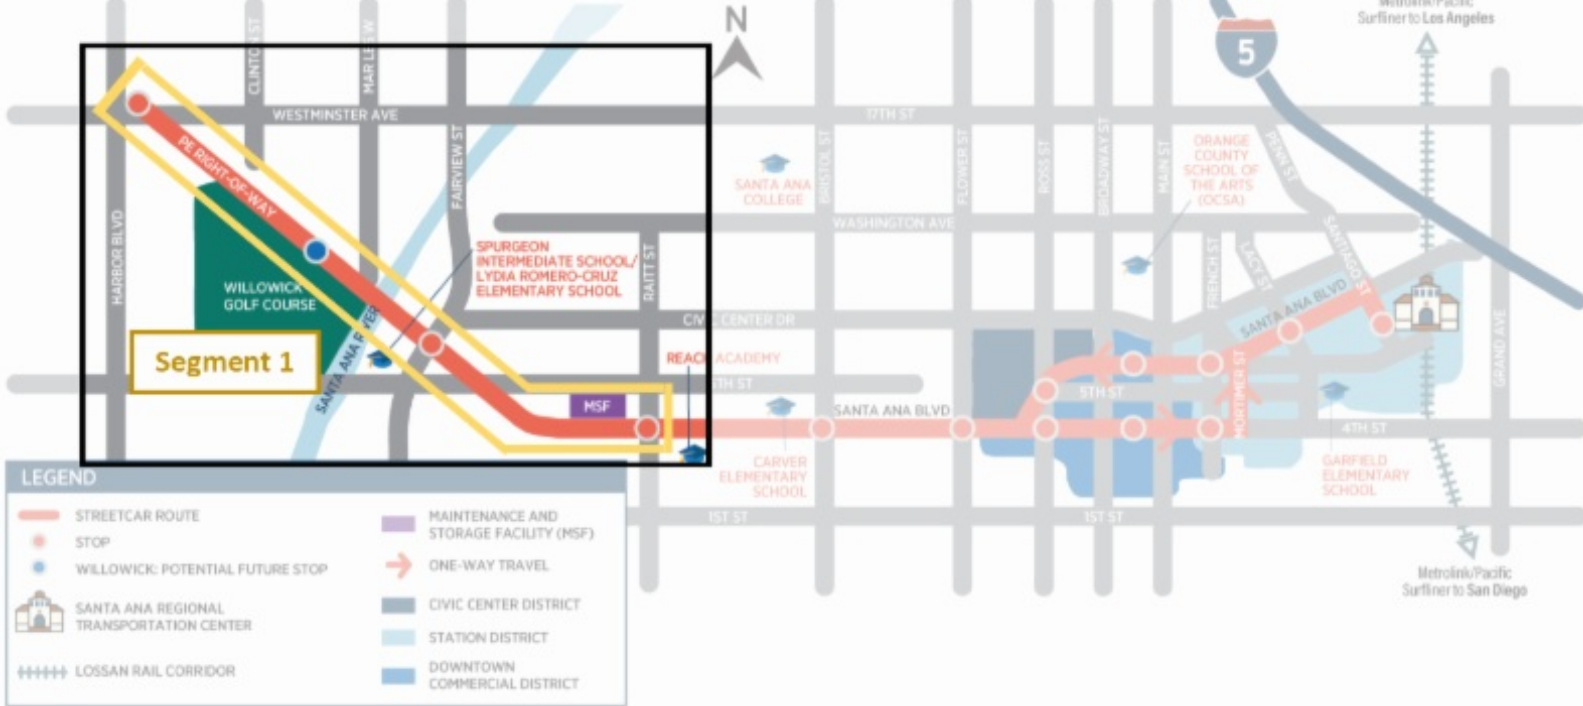 Metrolink/Pacific
Surfliner to Los Angeles
N
5
CLINTON ST
WESTMINSTER AVE
17TH ST
PE RIGHT-OF-WAY
HARBOR BLVD
FAIRVIEW ST
SANTA ANA
COLLEGE
BRISTOL ST
FLOWER ST
ROSS ST
BROADWAY ST
MAIN ST
ORANGE
COUNTY
SCHOOL OF
THE ARTS
(OCSA)
PENN ST
WASHINGTON AVE
SANTIAGO ST
FRENCH ST
LACY ST
SPURGEON
INTERMEDIATE SCHOOL/
LYDIA ROMERO-CRUZ
ELEMENTARY SCHOOL
RAITT ST
WILLOWICK
GOLF COURSE
CIVIC CENTER DR
SANTA ANA BLVD
GRAND AVE
Segment 1
SANTA ANA RIVER
REACH ACADEMY
5TH ST
MORTIMER ST
5TH ST
MSF
SANTA ANA BLVD
4TH ST
CARVER
ELEMENTARY
SCHOOL
GARFIELD
ELEMENTARY
SCHOOL
1ST ST
1ST ST
Metrolink/Pacific
Surfliner to San Diego
LEGEND
STREETCAR ROUTE
STOP
WILLOWICK: POTENTIAL FUTURE STOP
SANTA ANA REGIONAL
TRANSPORTATION CENTER
LOSSAN RAIL CORRIDOR
MAINTENANCE AND
STORAGE FACILITY (MSF)
ONE-WAY TRAVEL
CIVIC CENTER DISTRICT
STATION DISTRICT
DOWNTOWN
COMMERCIAL DISTRICT